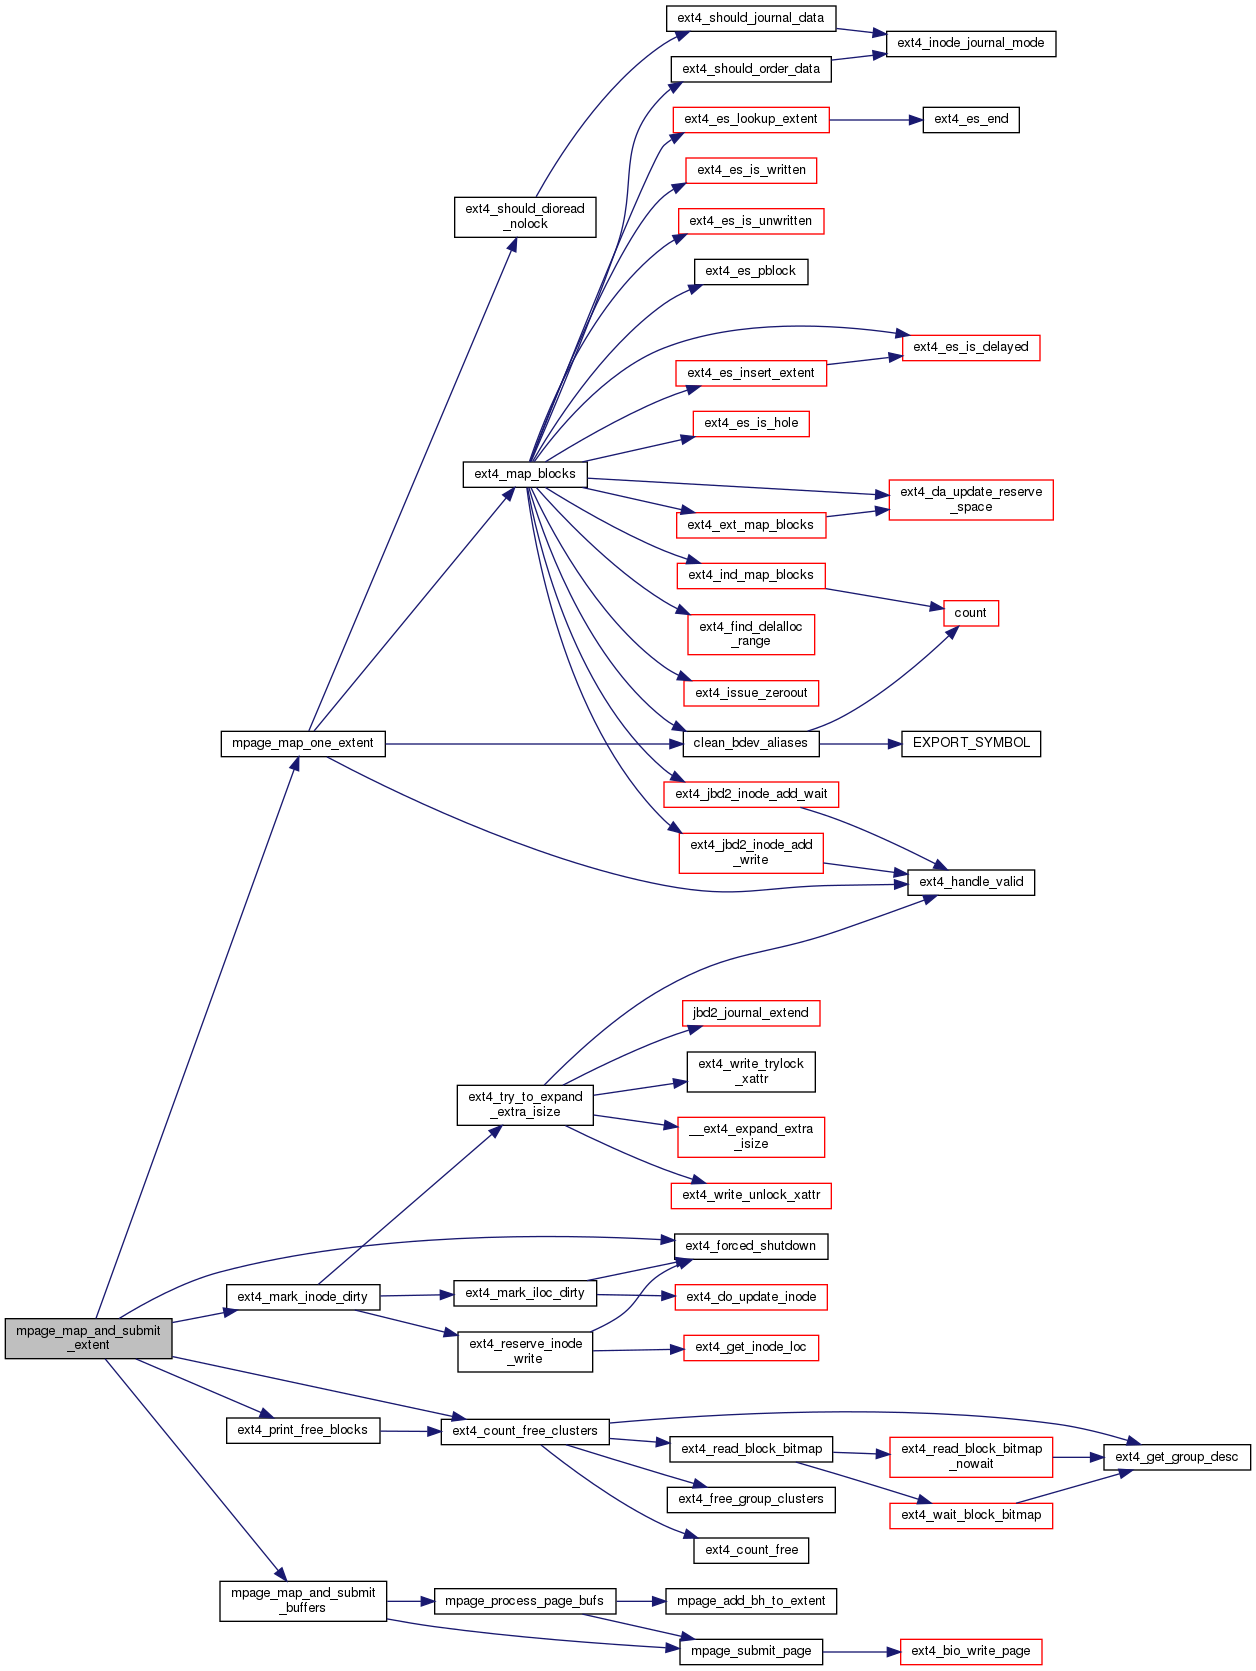 ext4_should_journal_data
ext4_inode_journal_mode
ext4_should_order_data
ext4_es_lookup_extent
ext4_es_end
ext4_es_is_written
ext4_should_dioread
_nolock
ext4_es_is_unwritten
ext4_es_pblock
ext4_es_is_delayed
ext4_es_insert_extent
ext4_es_is_hole
ext4_map_blocks
ext4_da_update_reserve
_space
ext4_ext_map_blocks
ext4_ind_map_blocks
count
ext4_find_delalloc
_range
ext4_issue_zeroout
mpage_map_one_extent
clean_bdev_aliases
EXPORT_SYMBOL
ext4_jbd2_inode_add_wait
ext4_jbd2_inode_add
_write
ext4_handle_valid
jbd2_journal_extend
ext4_write_trylock
_xattr
ext4_try_to_expand
_extra_isize
__ext4_expand_extra
_isize
ext4_write_unlock_xattr
ext4_forced_shutdown
ext4_mark_inode_dirty
ext4_mark_iloc_dirty
ext4_do_update_inode
mpage_map_and_submit
_extent
ext4_reserve_inode
_write
ext4_get_inode_loc
ext4_print_free_blocks
ext4_count_free_clusters
ext4_read_block_bitmap
ext4_read_block_bitmap
_nowait
ext4_get_group_desc
ext4_free_group_clusters
ext4_wait_block_bitmap
ext4_count_free
mpage_map_and_submit
_buffers
mpage_process_page_bufs
mpage_add_bh_to_extent
mpage_submit_page
ext4_bio_write_page